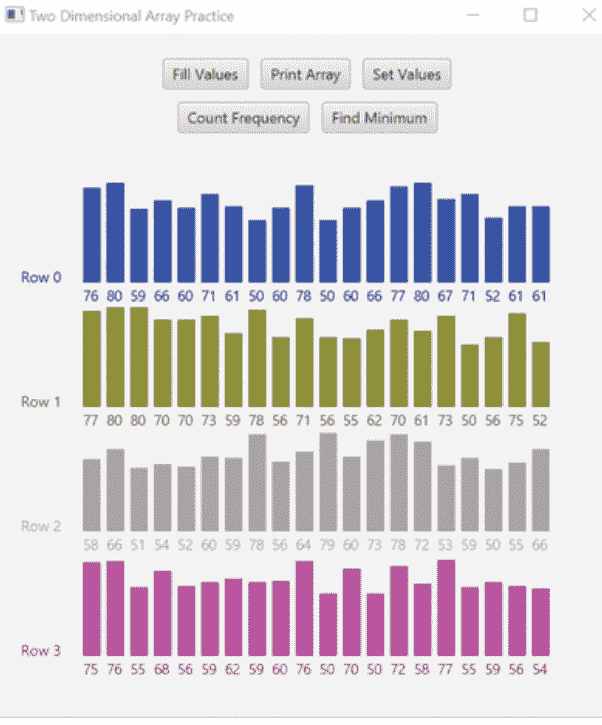 Two Dimensional Array Practice
Fill Values Print Array Set Values
Count Frequency Find Minimum
Row 0
76 80 59 66 60 71 61 50 60 78 50 60 66 77 80 67 71 52 61 61
Row 1
77 80 80 70 70 73 59 78 56 71 56 55 62 70 61 73 50 56 75 52
Row 2
58 66 51 54 52 60 59 78 56 64 79 60 73 78 72 53 59 50 55 66
Row 3
75 76 55 68 56 59 62 59 60 76 50 70 50 72 58 77 55 59 56 54